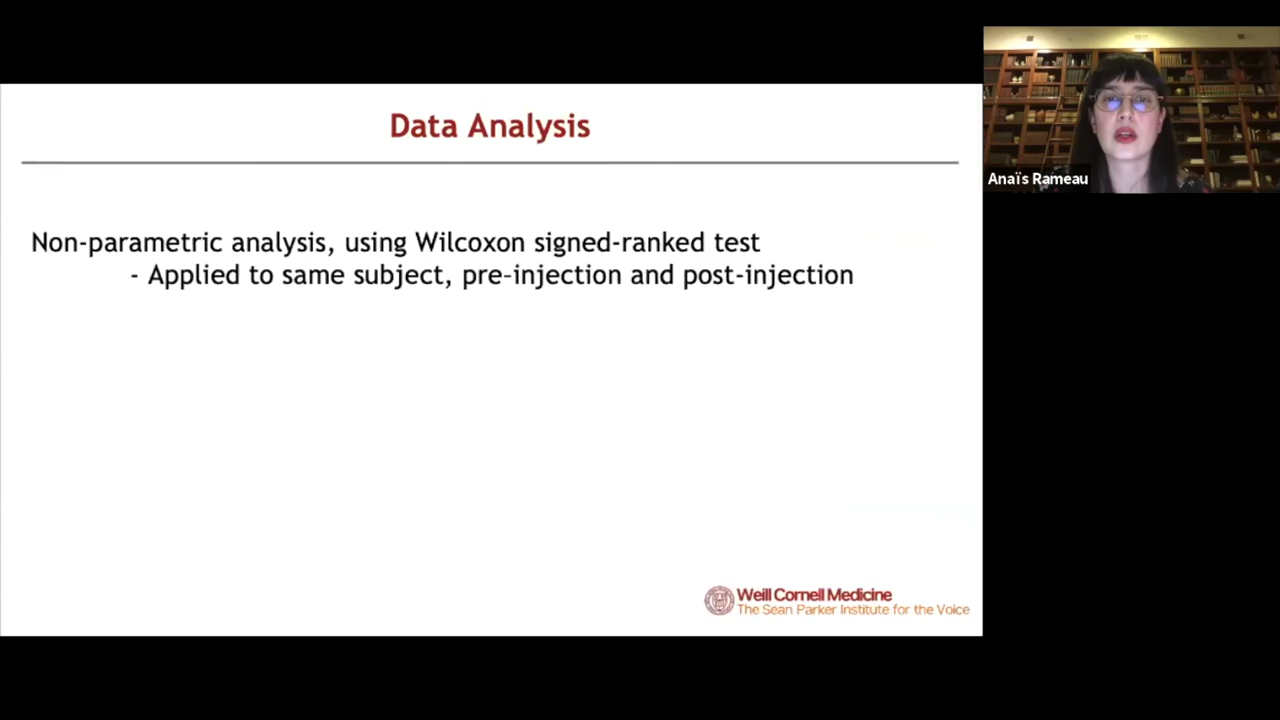 Data Analysis
Non-parametric analysis, using Wilcoxon signed-ranked test
- Applied to same subject, pre-injection and post-injection
Weill Cornell Medicine
The Sean Parker Institute for the Voice
Anaïs Rameau